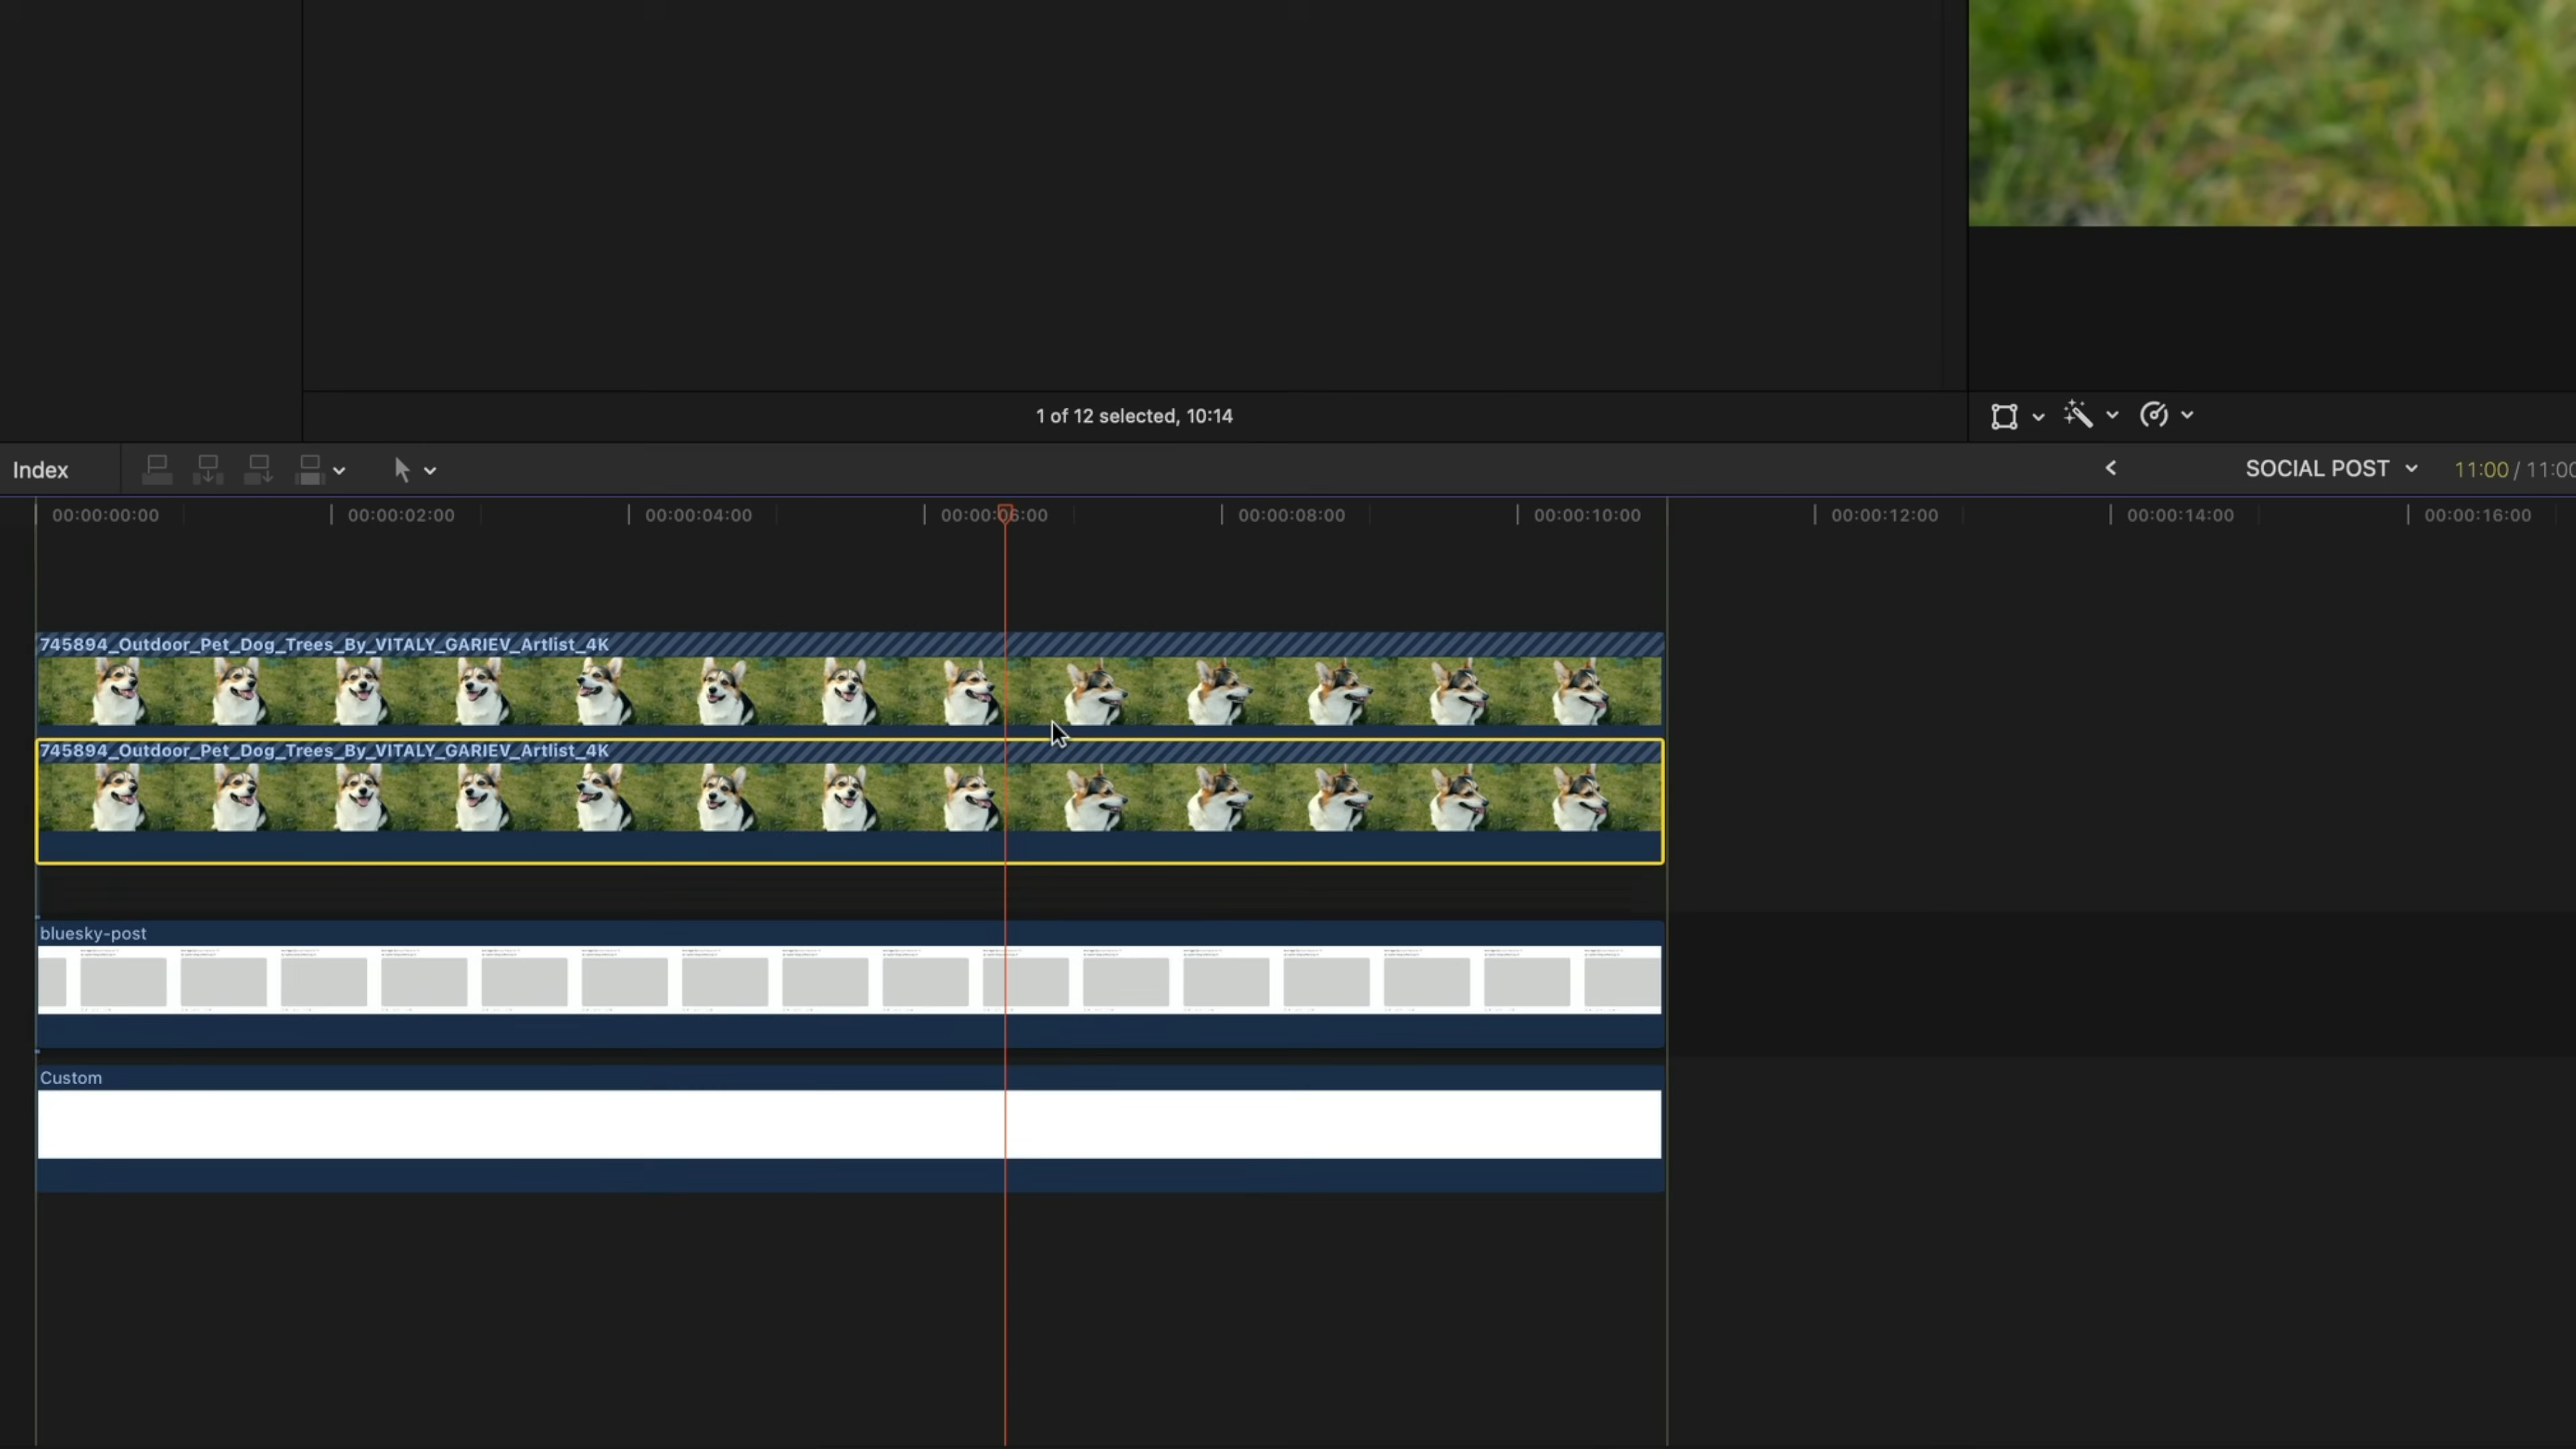 1 of 12 selected, 10:14
Index
SOCIAL POST
11:00 / 11:00
00:00:00:00
00:00:02:00
00:00:04:00
00:00:06:00
00:00:08:00
00:00:10:00
00:00:12:00
00:00:14:00
00:00:16:00
745894_Outdoor_Pet_Dog_Trees_By_VITALY_GARIEV_Artlist_4K
745894_Outdoor_Pet_Dog_Trees_By_VITALY_GARIEV_Artlist_4K
bluesky-post
Custom